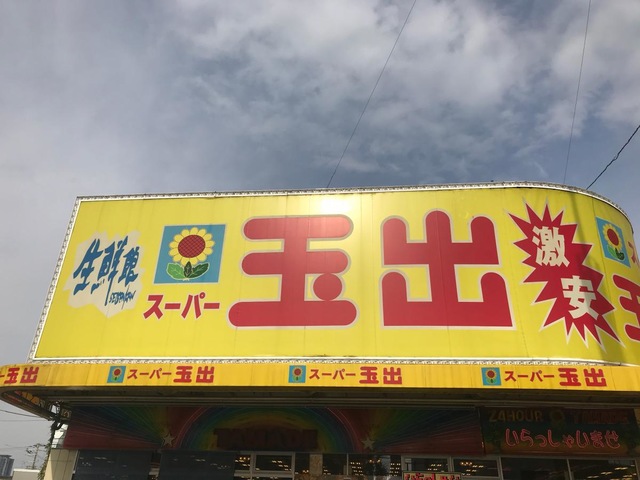 生鮮館
スーパー
玉出
激安
玉出
スーパー玉出
スーパー玉出
スーパー玉出
24HOUR
いらっしゃいませ